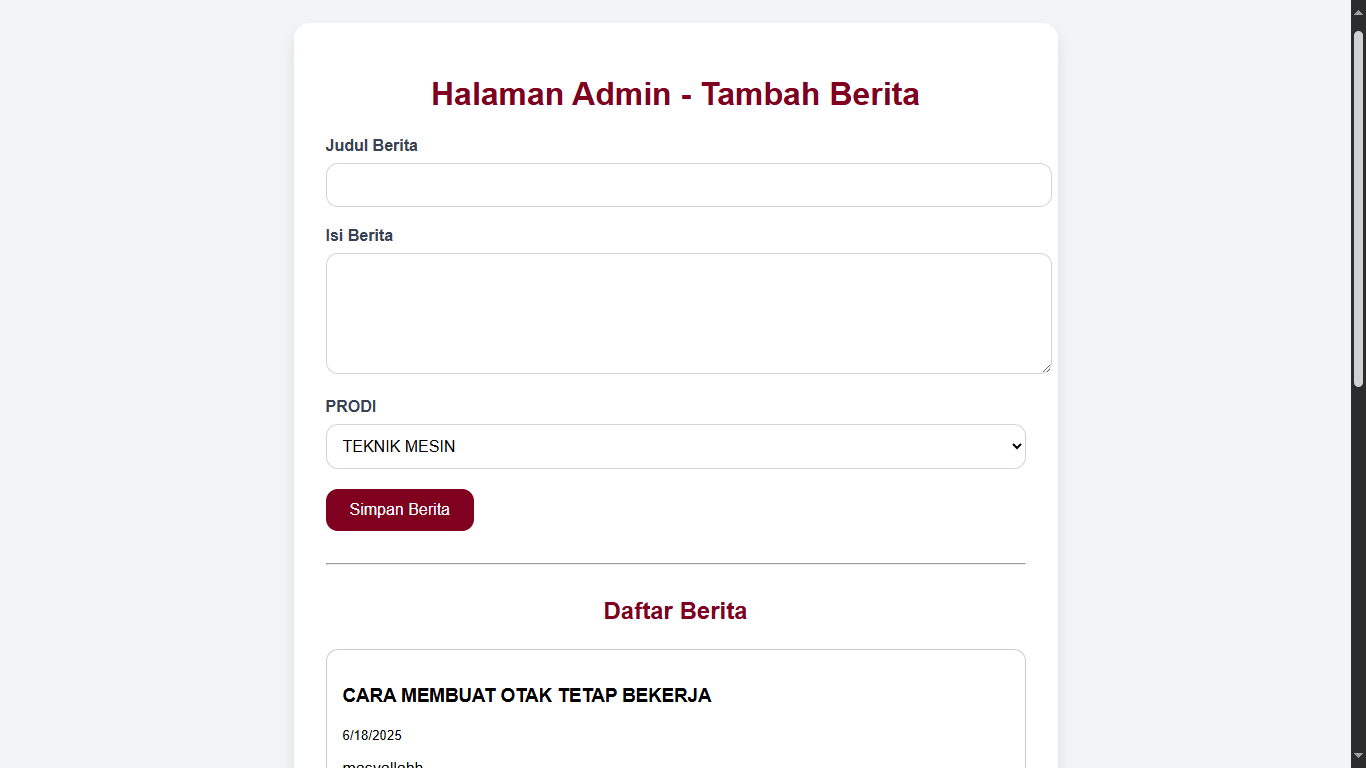 Halaman Admin - Tambah Berita
Judul Berita
Isi Berita
PRODI
TEKNIK MESIN
Simpan Berita
Daftar Berita
CARA MEMBUAT OTAK TETAP BEKERJA
6/18/2025